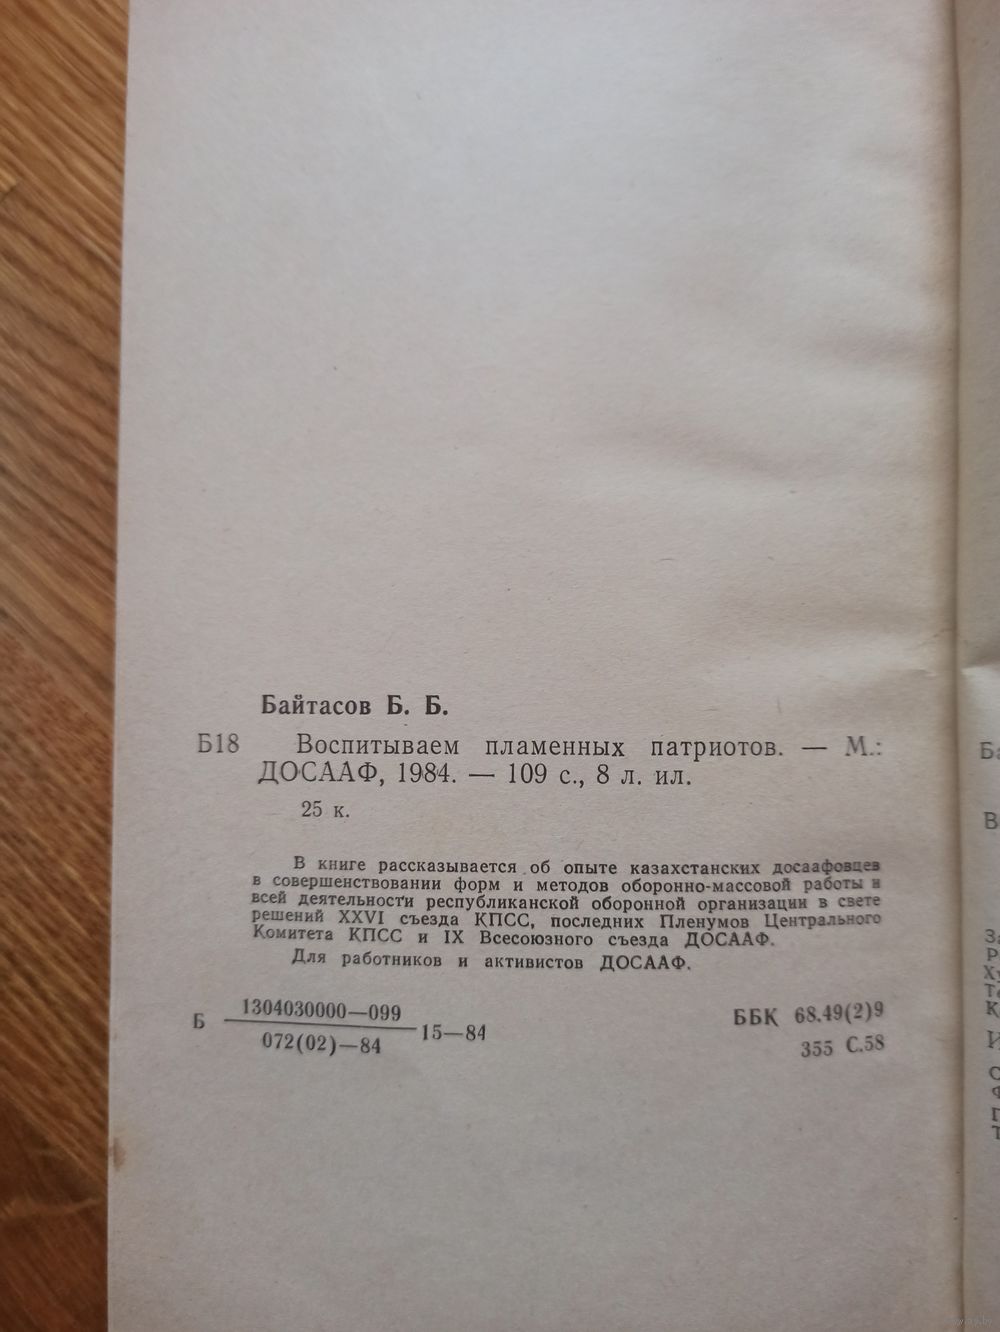 Байтасов Б. Б.
Б18 Воспитываем пламенных патриотов. — М.:
ДОСААФ, 1984. — 109 с., 8 л. ил.
25 к.
В книге рассказывается об опыте казахстанских досаафовцев
в совершенствовании форм и методов оборонно-массовой работы и
всей деятельности республиканской оборонной организации в свете
решений XXVI съезда КПСС, последних Пленумов Центрального
Комитета КПСС и IX Всесоюзного съезда ДОСААФ.
Для работников и активистов ДОСААФ.
Б 1304030000—099
072(02)—84
15—84
ББК 68.49(2)9
355 С.58